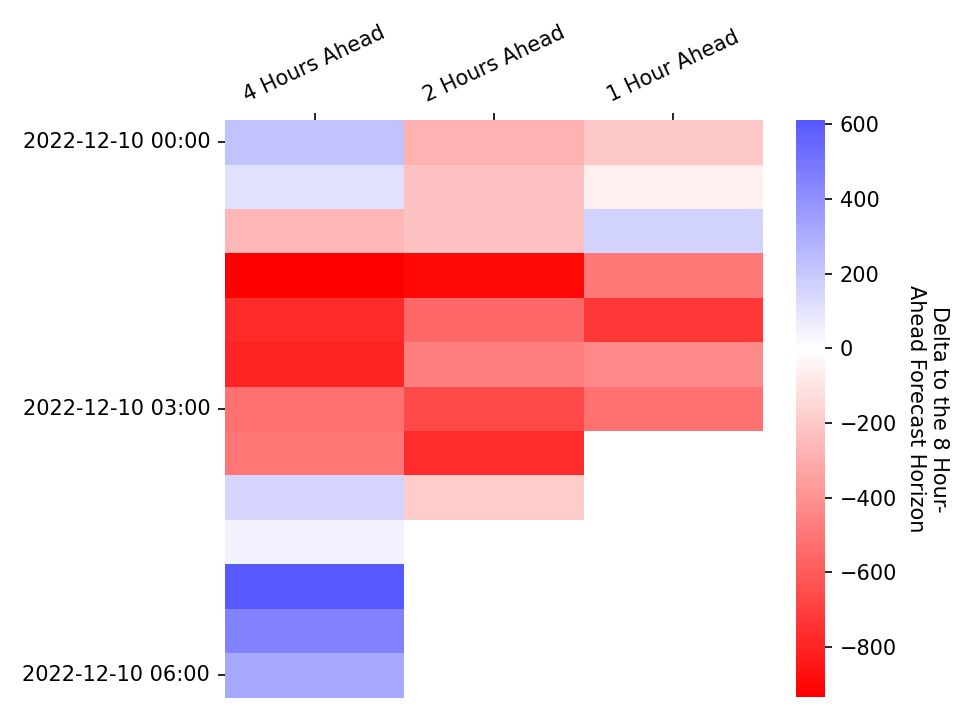 4 Hours Ahead
2 Hours Ahead
1 Hour Ahead
2022-12-10 00:00
2022-12-10 03:00
2022-12-10 06:00
600
400
200
0
−200
−400
−600
−800
Delta to the 8 Hour-
Ahead Forecast Horizon